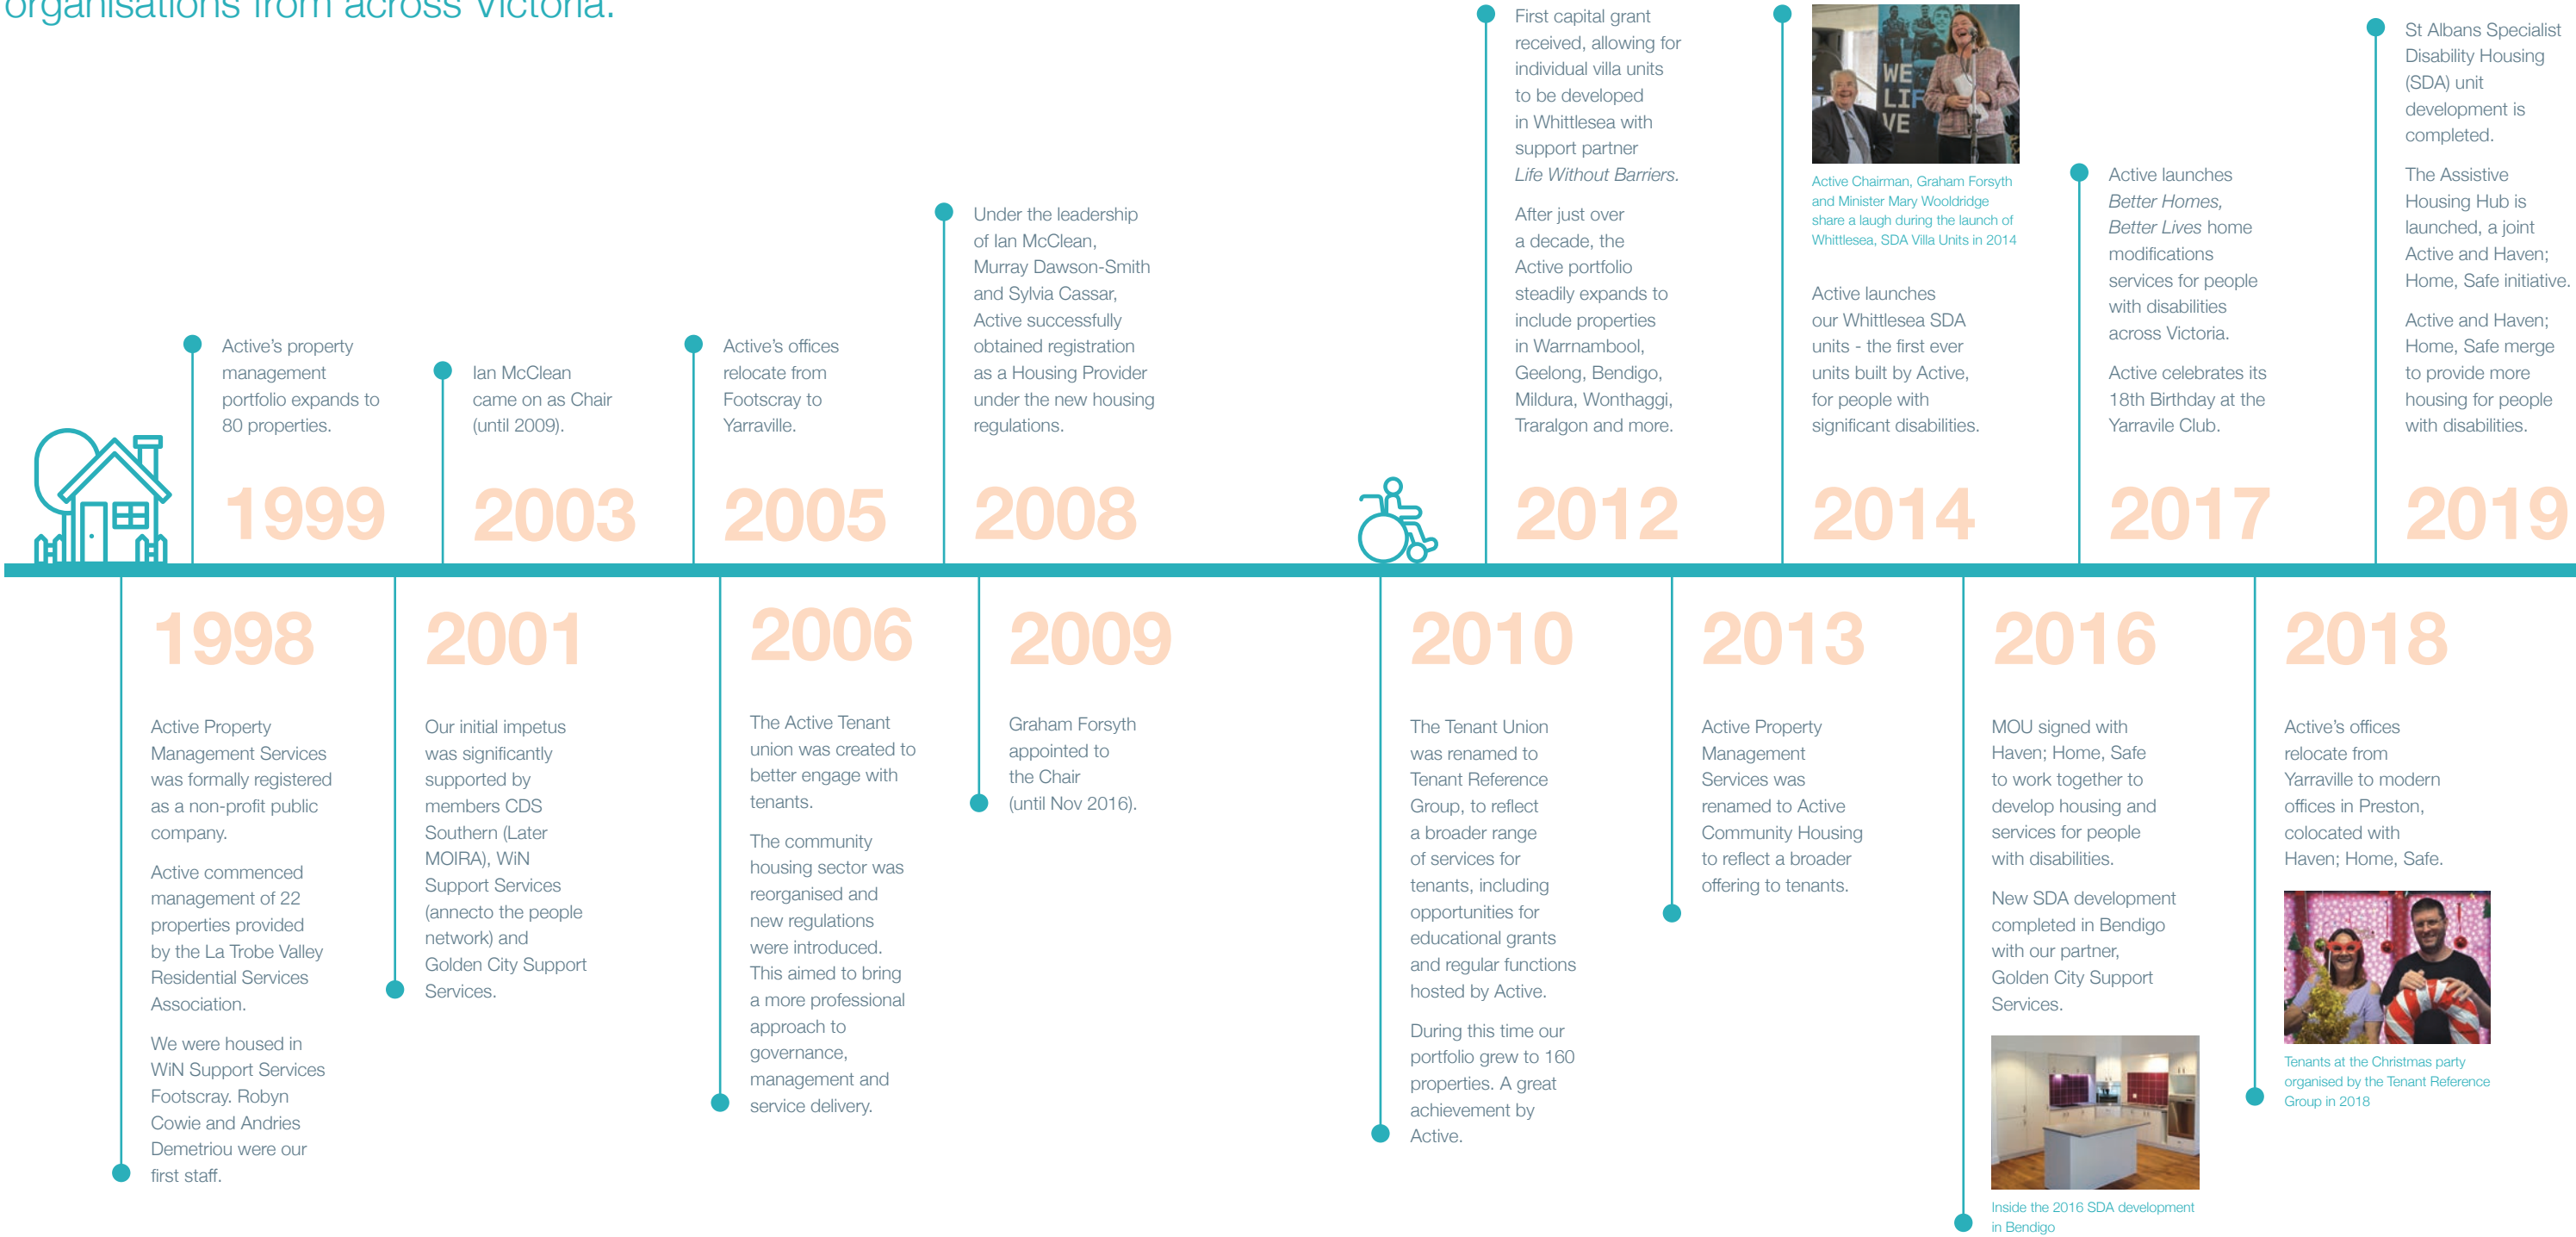 organisations from across Victoria.
1998
Active Property
Management Services
was formally registered
as a non-profit public
company.
Active commenced
management of 22
properties provided
by the La Trobe Valley
Residential Services
Association.
We were housed in
WiN Support Services
Footscray. Robyn
Cowie and Andries
Demetriou were our
first staff.
Active's property
management
portfolio expands to
80 properties.
1999
2001
Our initial impetus
was significantly
supported by
members CDS
Southern (Later
MOIRA), WiN
Support Services
(annecto the people
network) and
Golden City Support
Services.
Ian McClean
came on as Chair
(until 2009).
2003
Active's offices
relocate from
Footscray to
Yarraville.
2005
2006
The Active Tenant
union was created to
better engage with
tenants.
The community
housing sector was
reorganised and
new regulations
were introduced.
This aimed to bring
a more professional
approach to
governance,
management and
service delivery.
Under the leadership
of Ian McClean,
Murray Dawson-Smith
and Sylvia Cassar,
Active successfully
obtained registration
as a Housing Provider
under the new housing
regulations.
2008
2009
Graham Forsyth
appointed to
the Chair
(until Nov 2016).
2010
The Tenant Union
was renamed to
Tenant Reference
Group, to reflect
a broader range
of services for
tenants, including
opportunities for
educational grants
and regular functions
hosted by Active.
During this time our
portfolio grew to 160
properties. A great
achievement by
Active.
First capital grant
received, allowing for
individual villa units
to be developed
in Whittlesea with
support partner
Life Without Barriers.
After just over
a decade, the
Active portfolio
steadily expands to
include properties
in Warrnambool,
Geelong, Bendigo,
Mildura, Wonthaggi,
Traralgon and more.
2012
2013
Active Property
Management
Services was
renamed to Active
Community Housing
to reflect a broader
offering to tenants.
WE
LIF
VE
Active Chairman, Graham Forsyth
and Minister Mary Wooldridge
share a laugh during the launch of
Whittlesea, SDA Villa Units in 2014
Active launches
our Whittlesea SDA
units - the first ever
units built by Active,
for people with
significant disabilities.
2014
2016
MOU signed with
Haven; Home, Safe
to work together to
develop housing and
services for people
with disabilities.
New SDA development
completed in Bendigo
with our partner,
Golden City Support
Services.
Inside the 2016 SDA development
in Bendigo
Active launches
Better Homes,
Better Lives home
modifications
services for people
with disabilities
across Victoria.
Active celebrates its
18th Birthday at the
Yarravile Club.
2017
2018
Active's offices
relocate from
Yarraville to modern
offices in Preston,
colocated with
Haven; Home, Safe.
Tenants at the Christmas party
organised by the Tenant Reference
Group in 2018
St Albans Specialist
Disability Housing
(SDA) unit
development is
completed.
The Assistive
Housing Hub is
launched, a joint
Active and Haven;
Home, Safe initiative.
Active and Haven;
Home, Safe merge
to provide more
housing for people
with disabilities.
2019